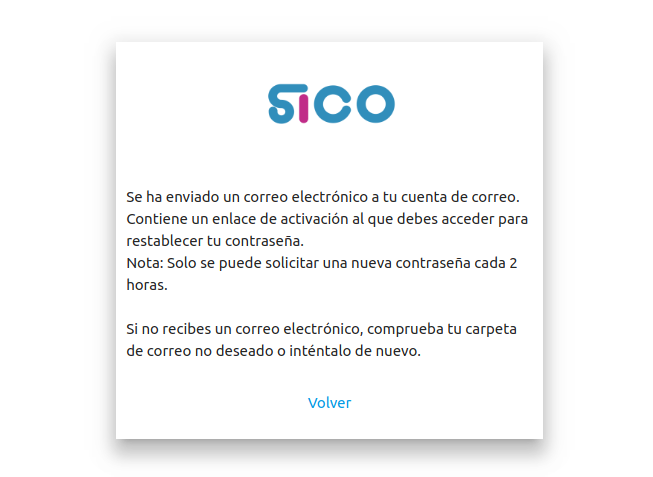 SiCO
Se ha enviado un correo electrónico a tu cuenta de correo.
Contiene un enlace de activación al que debes acceder para
restablecer tu contraseña.
Nota: Solo se puede solicitar una nueva contraseña cada 2
horas.
Si no recibes un correo electrónico, comprueba tu carpeta
de correo no deseado o inténtalo de nuevo.
Volver